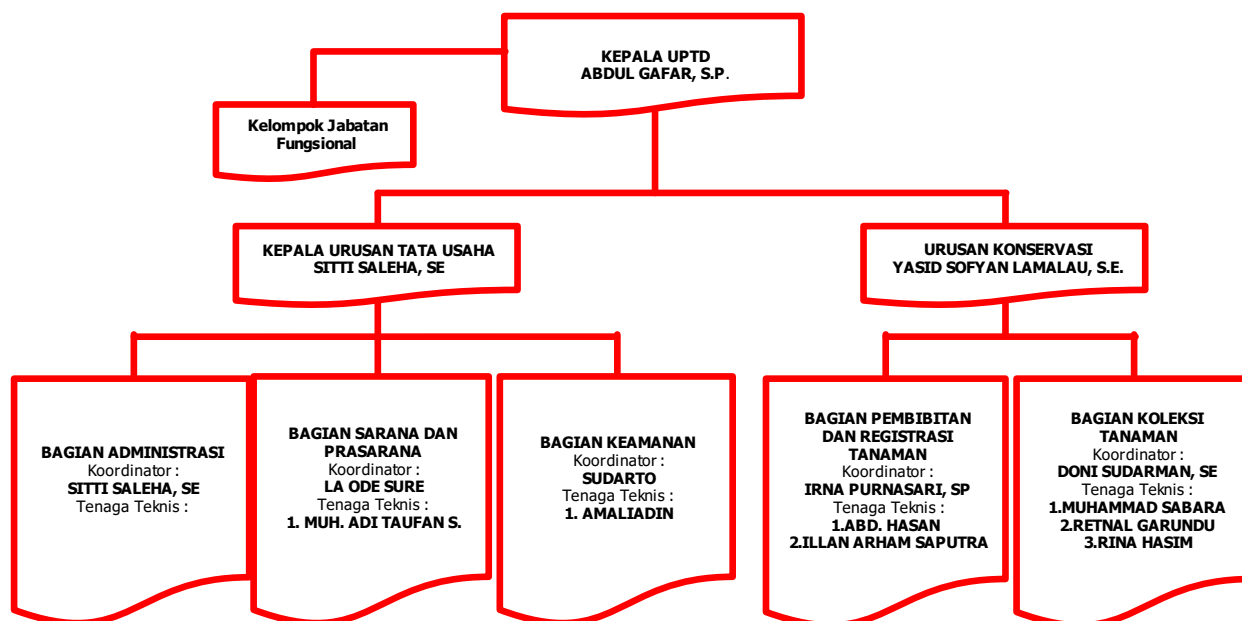 KEPALA UPTD
ABDUL GAFAR, S.P.
Kelompok Jabatan
Fungsional
KEPALA URUSAN TATA USAHA
SITTI SALEHA, SE
URUSAN KONSERVASI
YASID SOFYAN LAMALAU, S.E.
BAGIAN ADMINISTRASI
Koordinator :
SITTI SALEHA, SE
Tenaga Teknis :
BAGIAN SARANA DAN
PRASARANA
Koordinator :
LA ODE SURE
Tenaga Teknis :
1. MUH. ADI TAUFAN S.
BAGIAN KEAMANAN
Koordinator :
SUDARTO
Tenaga Teknis :
1. AMALIADIN
BAGIAN PEMBIBITAN
DAN REGISTRASI
TANAMAN
Koordinator :
IRNA PURNASARI, SP
Tenaga Teknis :
1.ABD. HASAN
2.ILLAN ARHAM SAPUTRA
BAGIAN KOLEKSI
TANAMAN
Koordinator :
DONI SUDARMAN, SE
Tenaga Teknis :
1.MUHAMMAD SABARA
2.RETNAL GARUNDU
3.RINA HASIM